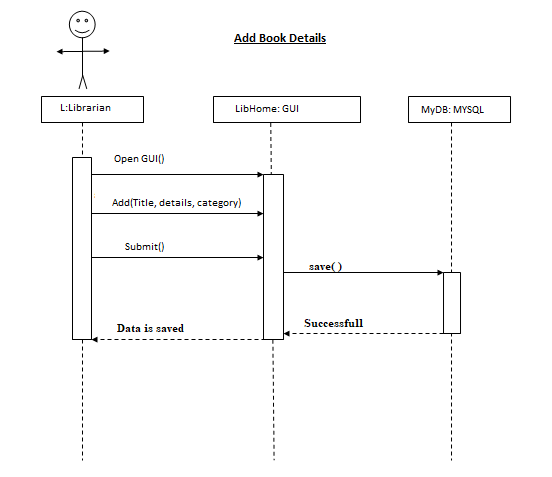 Add Book Details
L:Librarian
LibHome: GUI
MyDB: MYSQL
Open GUI()
Add(Title, details, category)
Submit()
save( )
Successfull
Data is saved